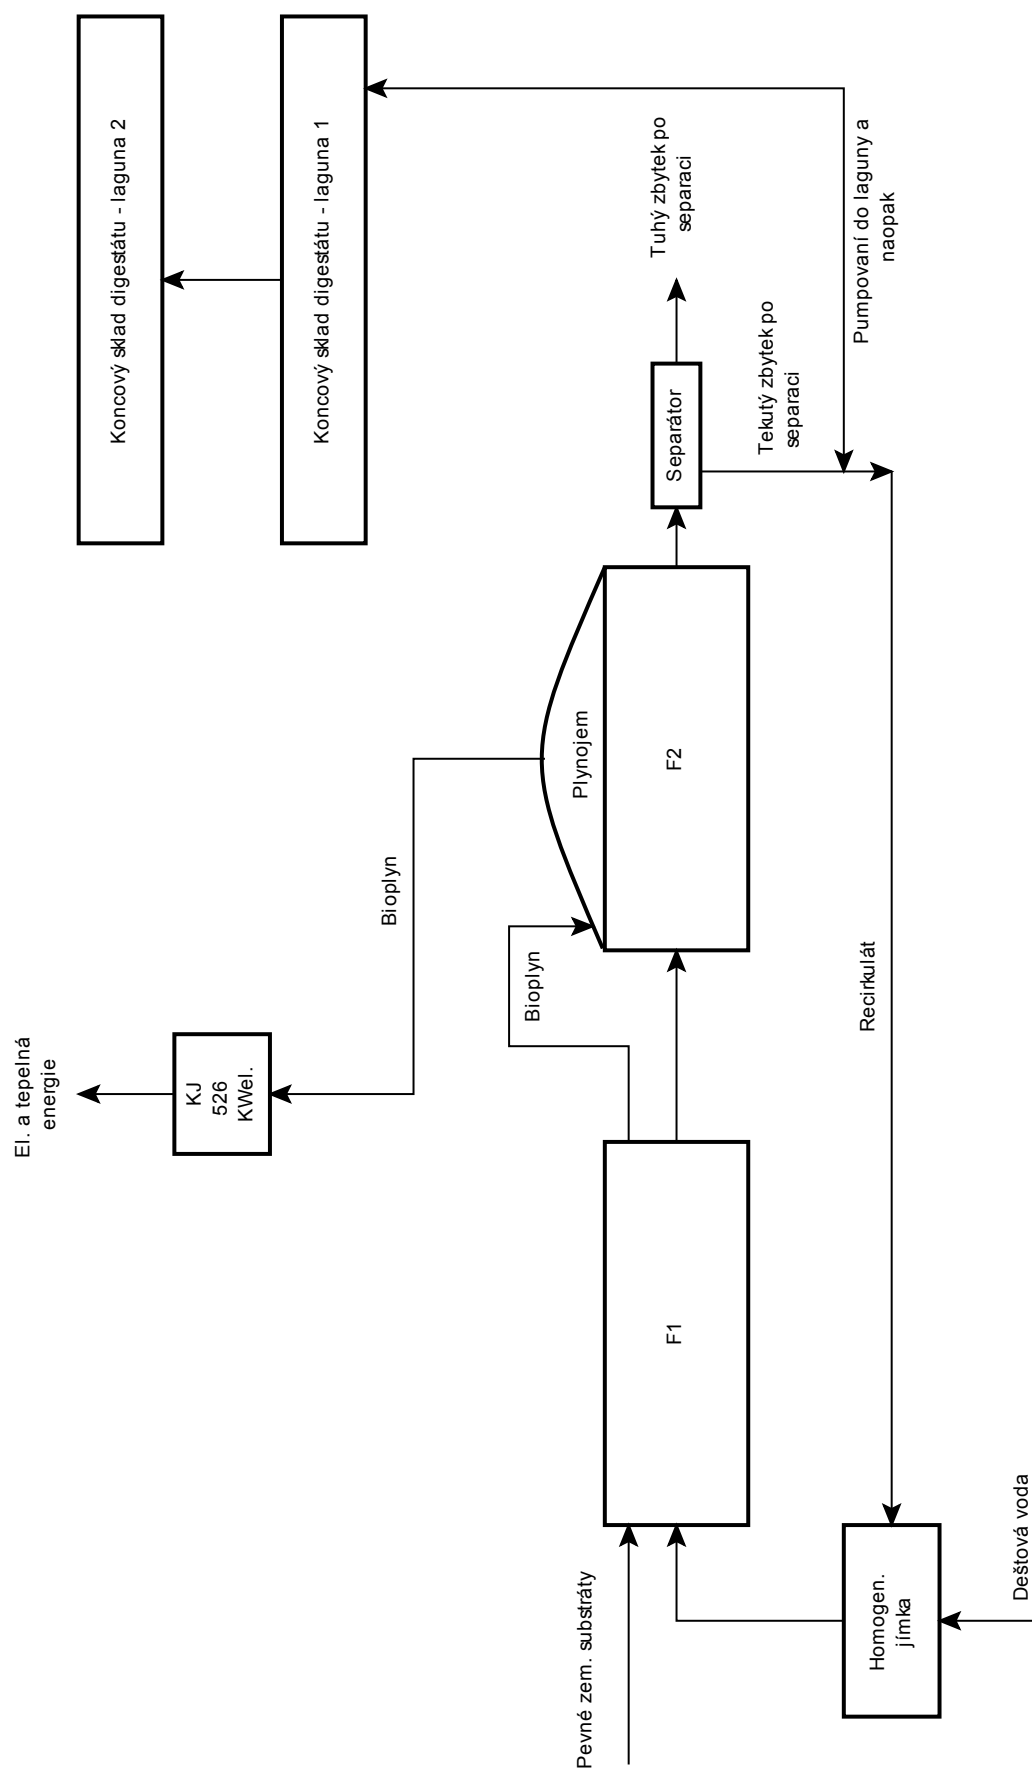 El. a tepelná
energie
KJ
526
KWel.
Koncový sklad digestátu - laguna 2
Koncový sklad digestátu - laguna 1
Bioplyn
Bioplyn
Plynojem
Tuhý zbytek po
separaci
Pevné zem. substráty
F1
F2
Separátor
Tekutý zbytek po
separaci
Pumpovaní do laguny a
naopak
Recirkulát
Homogen.
jímka
Deštová voda